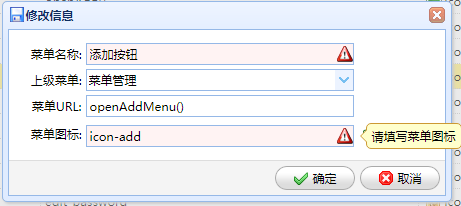 修改信息
菜单名称: 添加按钮
上级菜单: 菜单管理
菜单URL: openAddMenu()
菜单图标: icon-add
请填写菜单图标
确定 取消